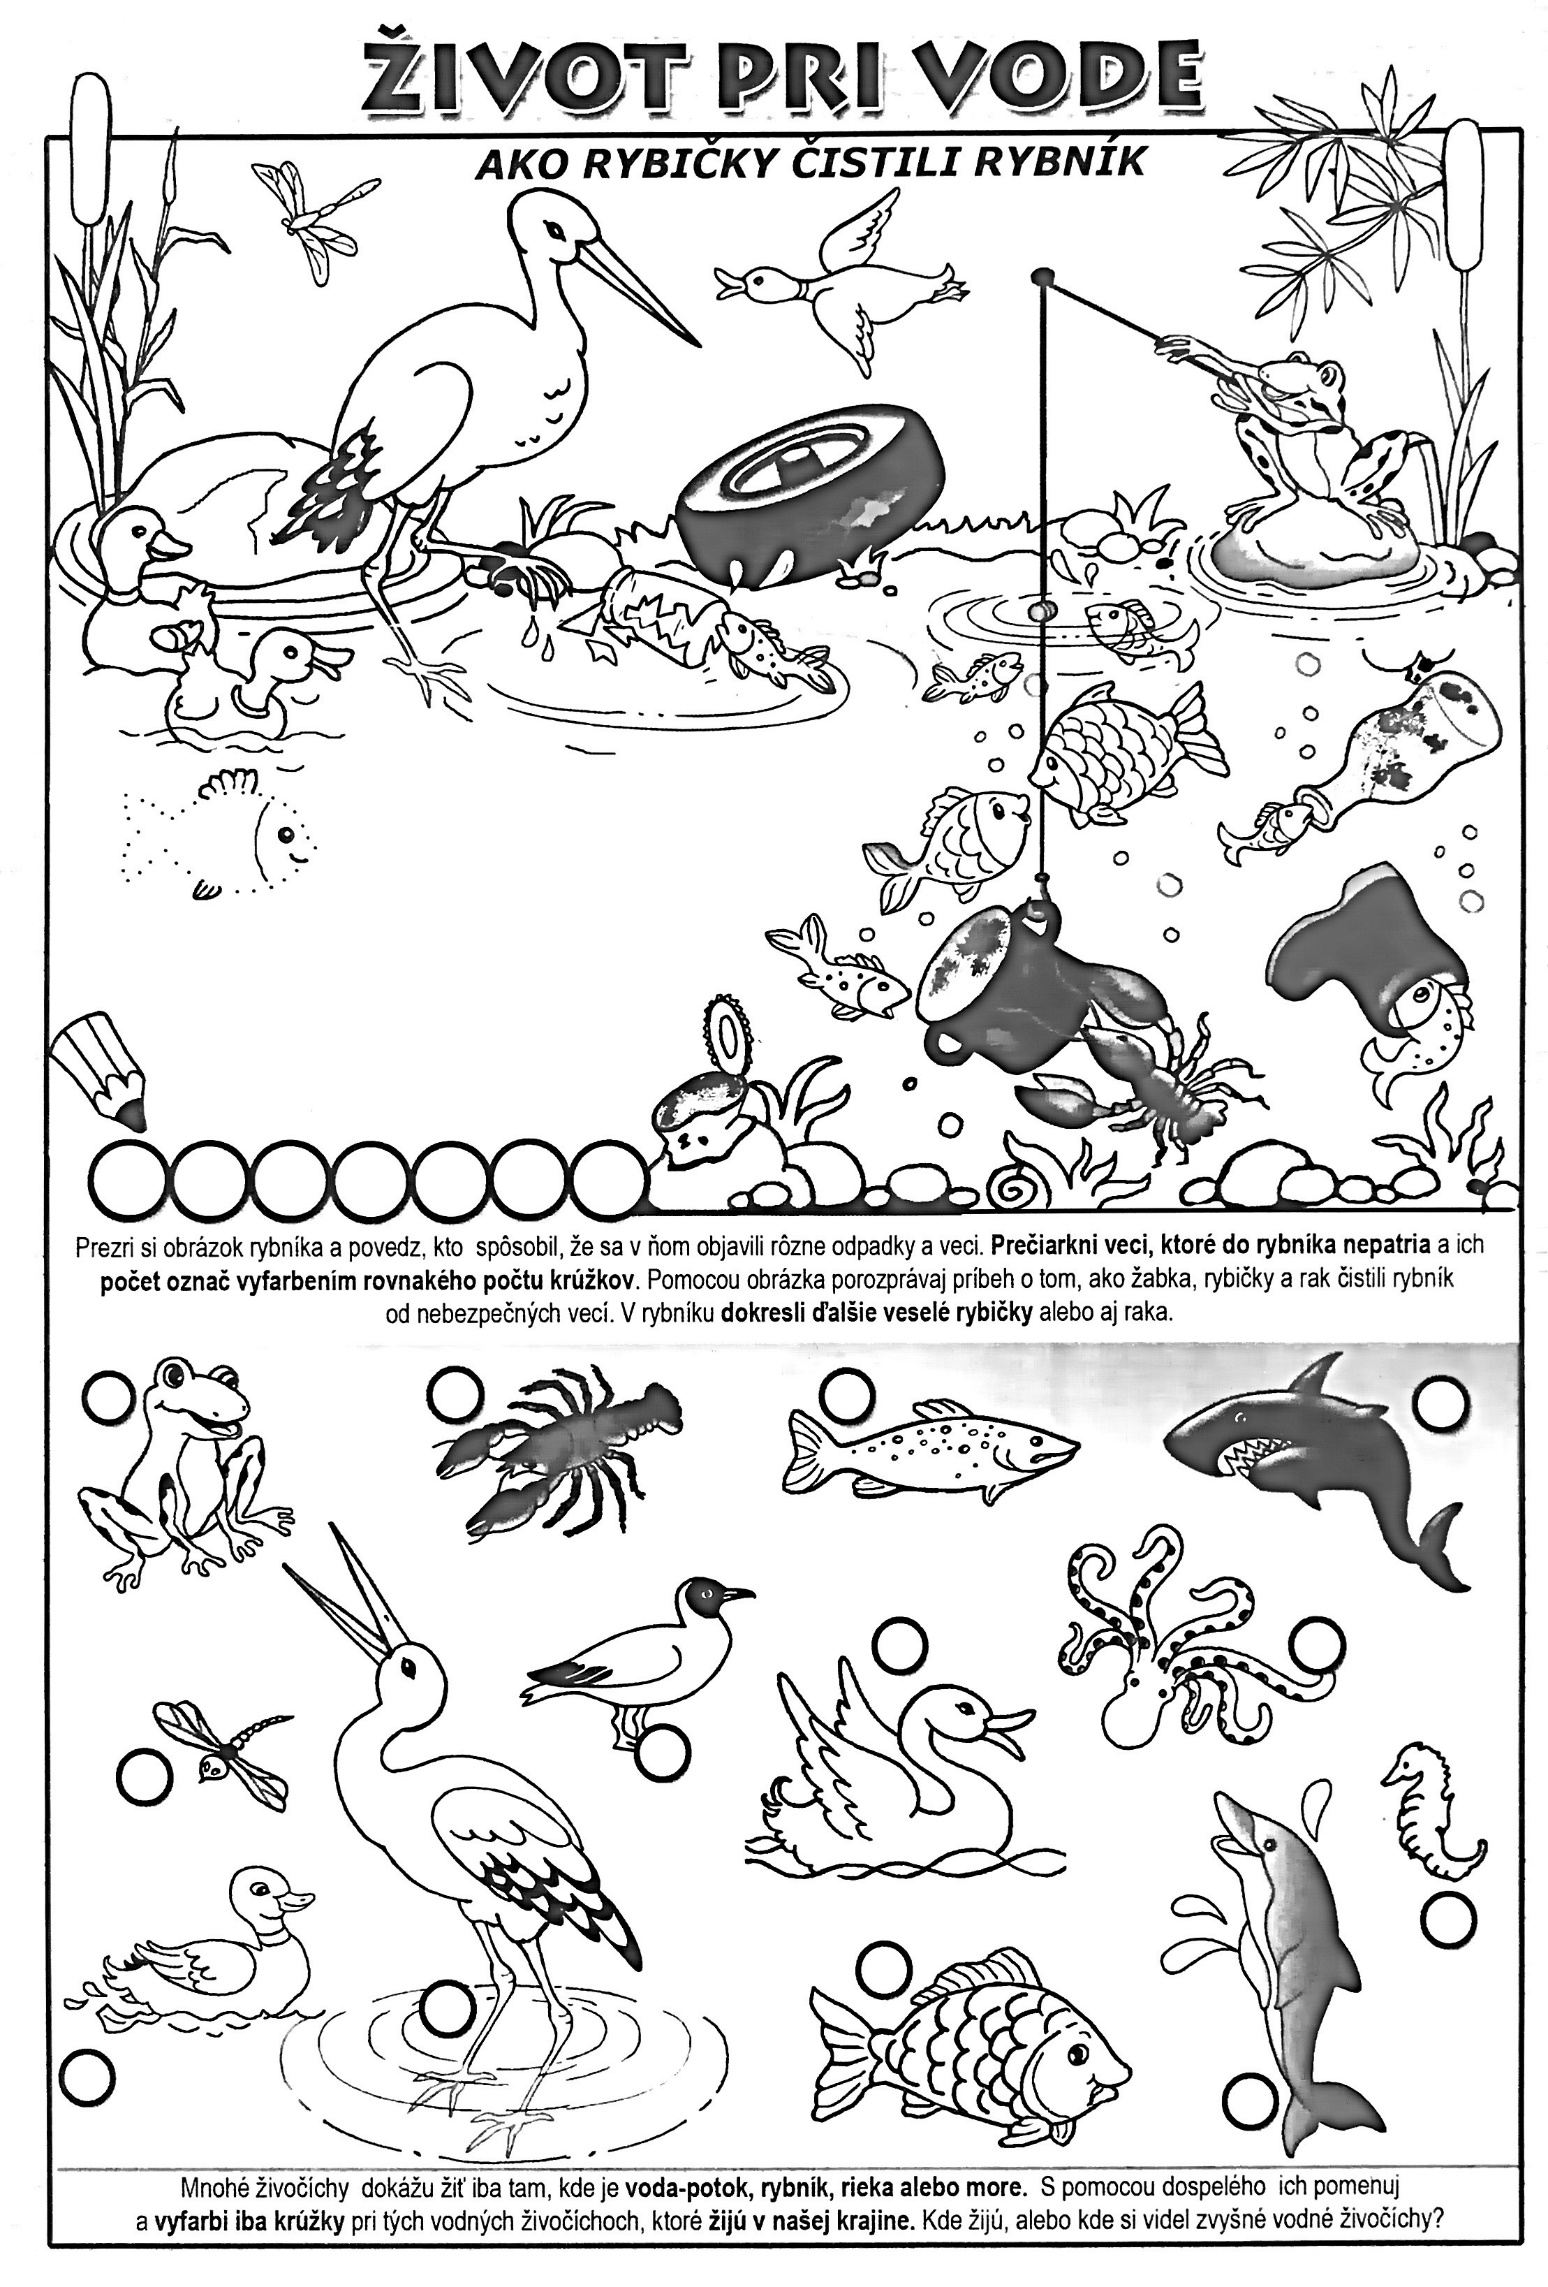 ŽIVOT PRI VODE
AKO RYBIČKY ČISTILI RYBNÍK
Prezri si obrázok rybníka a povedz, kto spôsobil, že sa v ňom objavili rôzne odpadky a veci. Prečiarkni veci, ktoré do rybníka nepatria a ich
počet označ vyfarbením rovnakého počtu krúžkov. Pomocou obrázka porozprávaj príbeh o tom, ako žabka, rybičky a rak čistili rybník
od nebezpečných vecí. V rybníku dokresli ďalšie veselé rybičky alebo aj raka.
Mnohé živočíchy dokážu žiť iba tam, kde je voda-potok, rybník, rieka alebo more. S pomocou dospelého ich pomenuj
a vyfarbi iba krúžky pri tých vodných živočíchoch, ktoré žijú v našej krajine. Kde žijú, alebo kde si videl zvyšné vodné živočíchy?